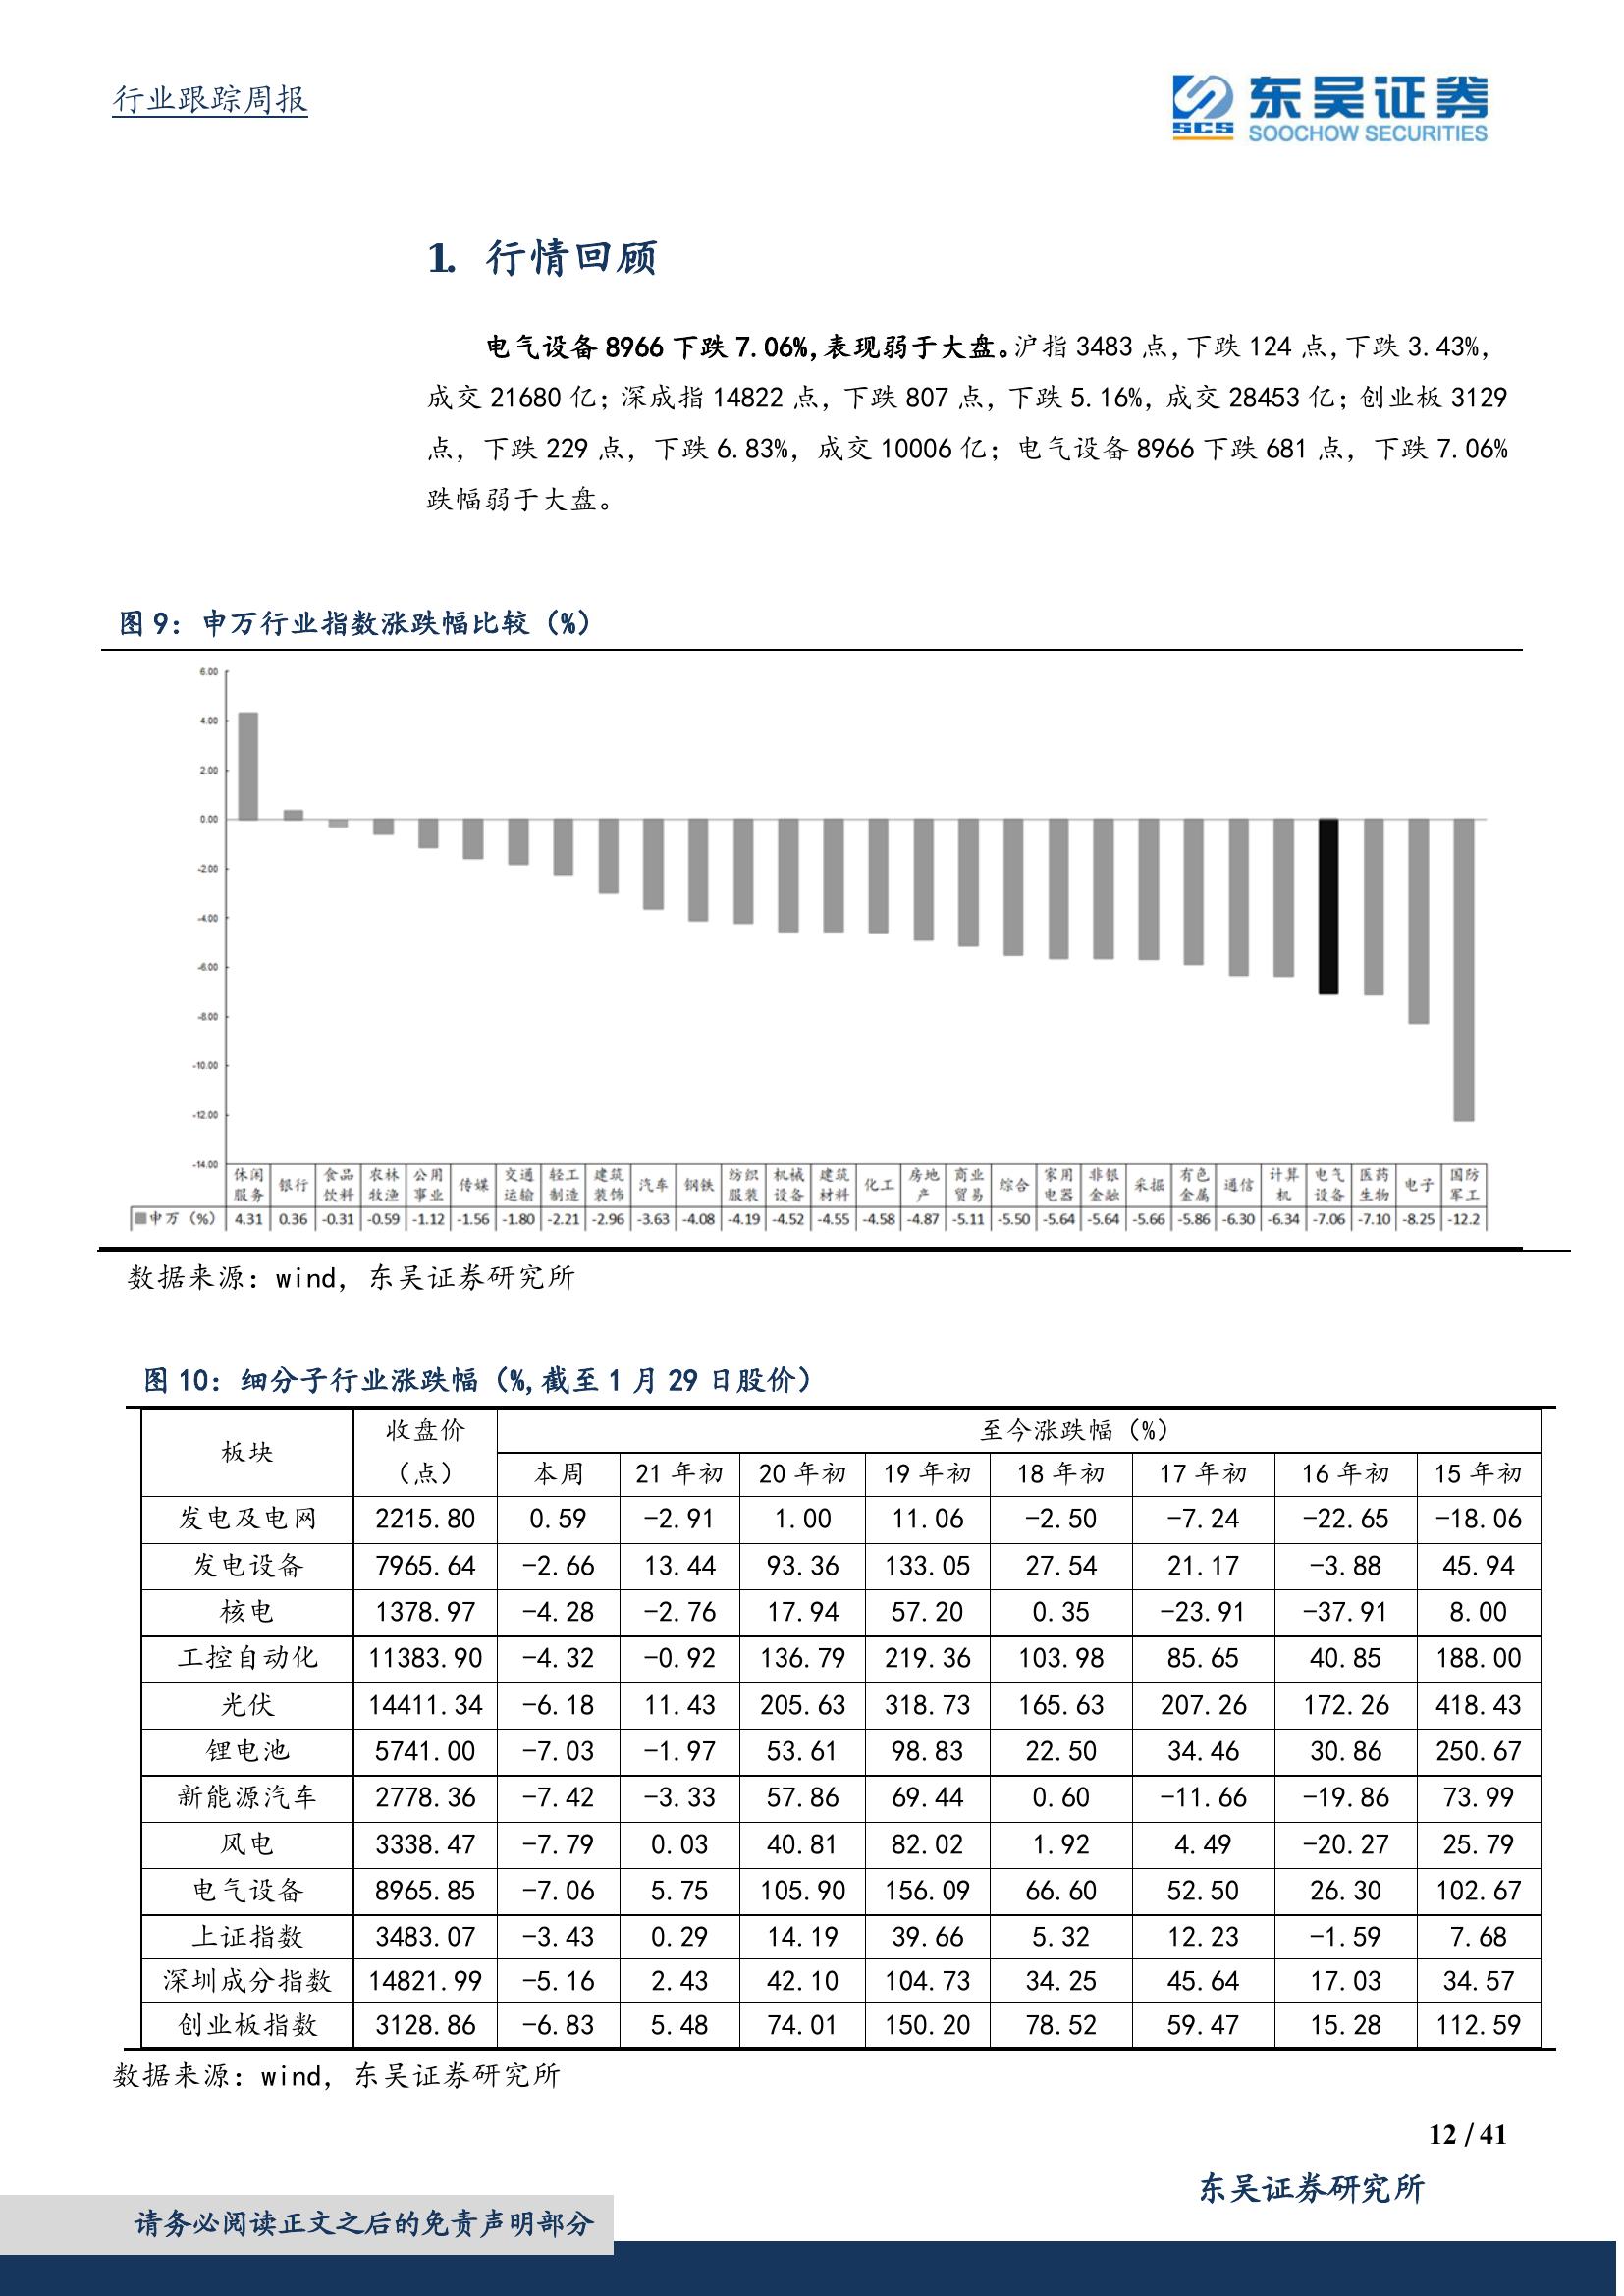 行业跟踪周报
东吴证券
SCS
SOOCHOW SECURITIES
1. 行情回顾
电气设备 8966 下跌 7.06%,表现弱于大盘。沪指 3483 点,下跌 124 点,下跌 3.43%,
成交 21680 亿;深成指 14822 点,下跌 807 点,下跌 5.16%,成交 28453 亿;创业板 3129
点,下跌 229 点,下跌 6.83%,成交 10006 亿;电气设备 8966 下跌 681 点,下跌 7.06%
跌幅弱于大盘。
图 9:申万行业指数涨跌幅比较(%)
6.00
4.00
2.00
0.00
-2.00
-4.00
-6.00
-8.00
-10.00
-12.00
-14.00
休闲服务 银行 食品饮料 农林牧渔 公用事业 传媒 交通运输 轻工制造 建筑装饰 汽车 钢铁 纺织服装 机械设备 建筑材料 化工 房地产 商业贸易 综合 家用电器 非银金融 采掘 有色金属 通信 计算机 电气设备 医药生物 电子 国防军工
申万(%) 4.31 0.36 -0.31 -0.59 -1.12 -1.56 -1.80 -2.21 -2.96 -3.63 -4.08 -4.19 -4.52 -4.55 -4.58 -4.87 -5.11 -5.50 -5.64 -5.64 -5.66 -5.86 -6.30 -6.34 -7.06 -7.10 -8.25 -12.2
数据来源:wind,东吴证券研究所
图 10:细分子行业涨跌幅(%,截至 1 月 29 日股价)
板块 收盘价(点) 至今涨跌幅(%)
本周 21 年初 20 年初 19 年初 18 年初 17 年初 16 年初 15 年初
发电及电网 2215.80 0.59 -2.91 1.00 11.06 -2.50 -7.24 -22.65 -18.06
发电设备 7965.64 -2.66 13.44 93.36 133.05 27.54 21.17 -3.88 45.94
核电 1378.97 -4.28 -2.76 17.94 57.20 0.35 -23.91 -37.91 8.00
工控自动化 11383.90 -4.32 -0.92 136.79 219.36 103.98 85.65 40.85 188.00
光伏 14411.34 -6.18 11.43 205.63 318.73 165.63 207.26 172.26 418.43
锂电池 5741.00 -7.03 -1.97 53.61 98.83 22.50 34.46 30.86 250.67
新能源汽车 2778.36 -7.42 -3.33 57.86 69.44 0.60 -11.66 -19.86 73.99
风电 3338.47 -7.79 0.03 40.81 82.02 1.92 4.49 -20.27 25.79
电气设备 8965.85 -7.06 5.75 105.90 156.09 66.60 52.50 26.30 102.67
上证指数 3483.07 -3.43 0.29 14.19 39.66 5.32 12.23 -1.59 7.68
深圳成分指数 14821.99 -5.16 2.43 42.10 104.73 34.25 45.64 17.03 34.57
创业板指数 3128.86 -6.83 5.48 74.01 150.20 78.52 59.47 15.28 112.59
数据来源:wind,东吴证券研究所
12 / 41
东吴证券研究所
请务必阅读正文之后的免责声明部分